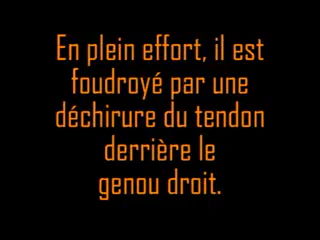 En plein effort, il est
foudroyé par une
déchirure du tendon
derrière le
genou droit.